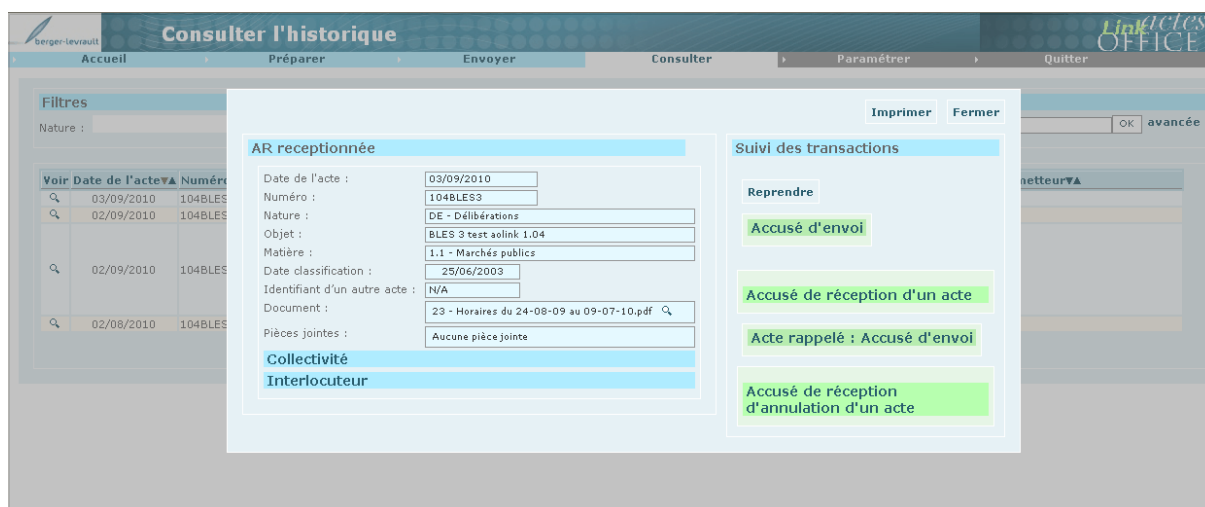 berger-levrault
Consulter l'historique
Linkactes
OFFICE
Accueil
Préparer
Envoyer
Consulter
Paramétrer
Quitter
Filtres
Nature :
OK avancée
Imprimer Fermer
AR receptionnée
Date de l'acte : 03/09/2010
Numéro : 104BLES3
Nature : DE - Délibérations
Objet : BLES 3 test aolink 1.04
Matière : 1.1 - Marchés publics
Date classification : 25/06/2003
Identifiant d'un autre acte : N/A
Document : 23 - Horaires du 24-08-09 au 09-07-10.pdf
Pièces jointes : Aucune pièce jointe
Collectivité
Interlocuteur
Suivi des transactions
Reprendre
Accusé d'envoi
Accusé de réception d'un acte
Acte rappelé : Accusé d'envoi
Accusé de réception
d'annulation d'un acte
Voir Date de l'acte▼▲ Numéro
netteur▼▲
03/09/2010 104BLES
02/09/2010 104BLES
02/09/2010 104BLES
02/08/2010 104BLES